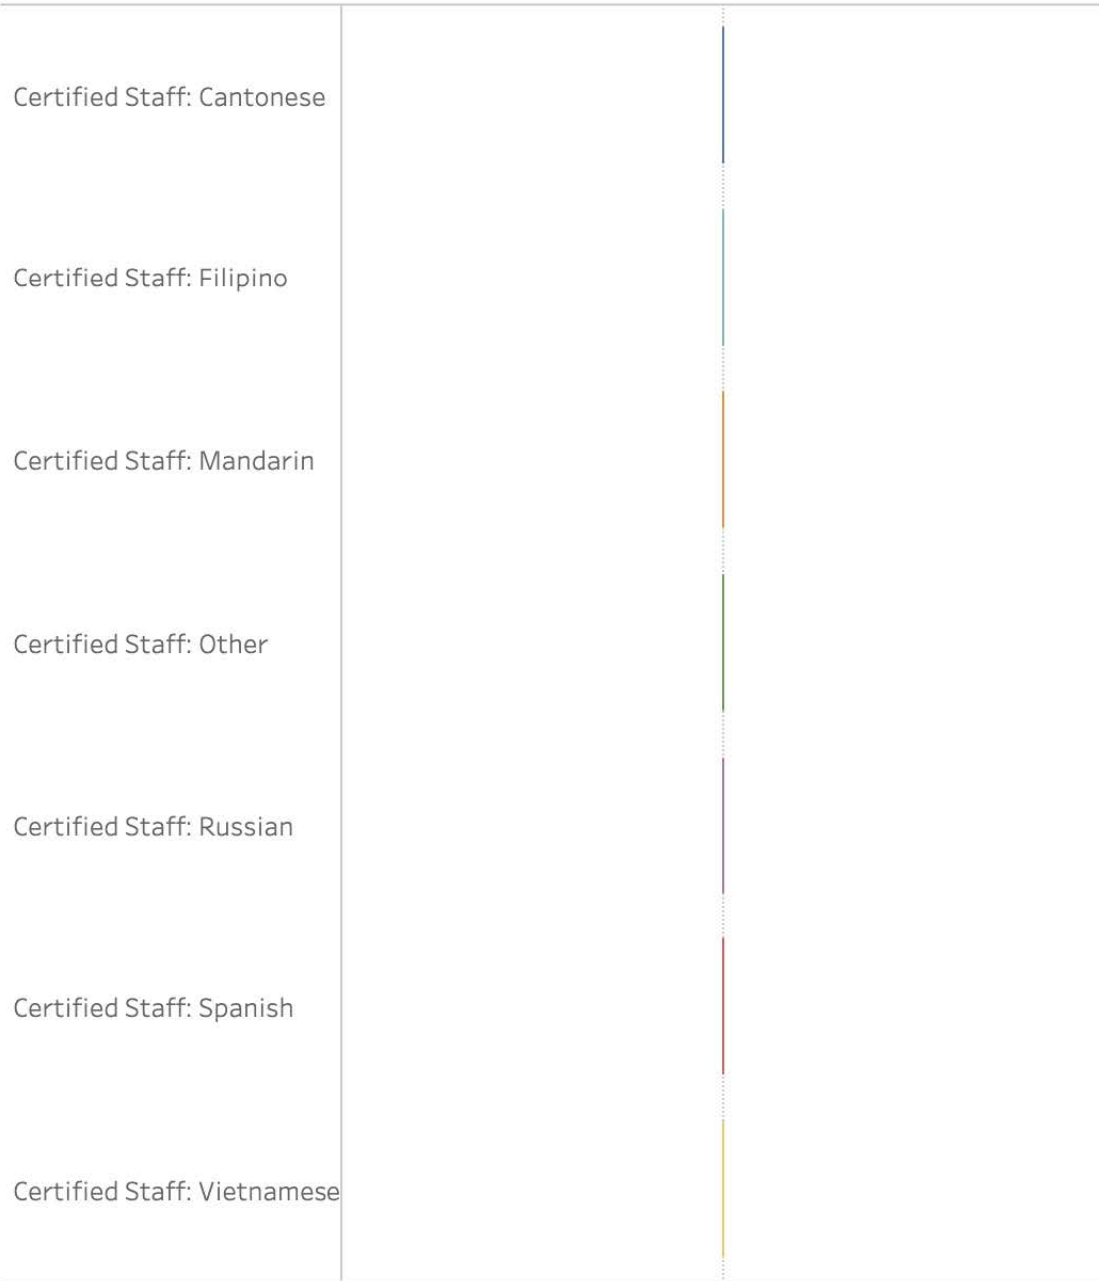 Certified Staff: Cantonese
Certified Staff: Filipino
Certified Staff: Mandarin
Certified Staff: Other
Certified Staff: Russian
Certified Staff: Spanish
Certified Staff: Vietnamese